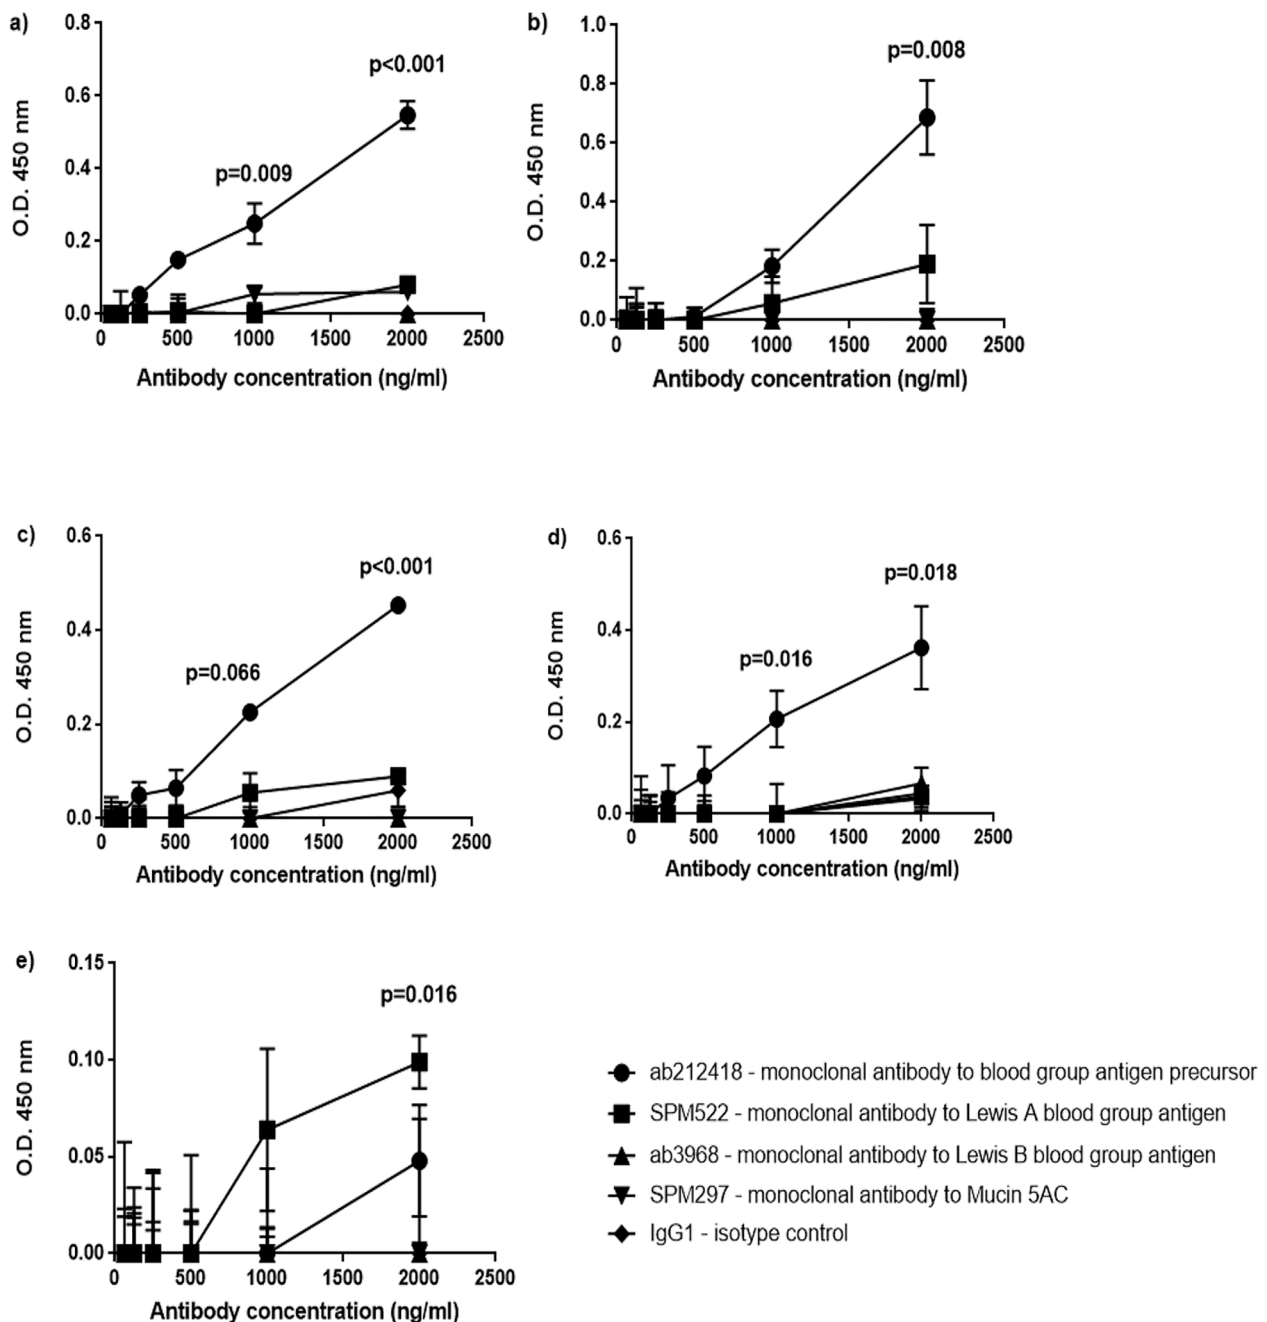 a)
p<0.001
p=0.009
0.8
0.6
0.4
0.2
0.0
O.D. 450 nm
0 500 1000 1500 2000 2500
Antibody concentration (ng/ml)
b)
p=0.008
1.0
0.8
0.6
0.4
0.2
0.0
O.D. 450 nm
0 500 1000 1500 2000 2500
Antibody concentration (ng/ml)
c)
p<0.001
p=0.066
0.6
0.4
0.2
0.0
O.D. 450 nm
0 500 1000 1500 2000 2500
Antibody concentration (ng/ml)
d)
p=0.018
p=0.016
0.6
0.4
0.2
0.0
O.D. 450 nm
0 500 1000 1500 2000 2500
Antibody concentration (ng/ml)
e)
p=0.016
0.15
0.10
0.05
0.00
O.D. 450 nm
0 500 1000 1500 2000 2500
Antibody concentration (ng/ml)
ab212418 - monoclonal antibody to blood group antigen precursor
SPM522 - monoclonal antibody to Lewis A blood group antigen
ab3968 - monoclonal antibody to Lewis B blood group antigen
SPM297 - monoclonal antibody to Mucin 5AC
IgG1 - isotype control